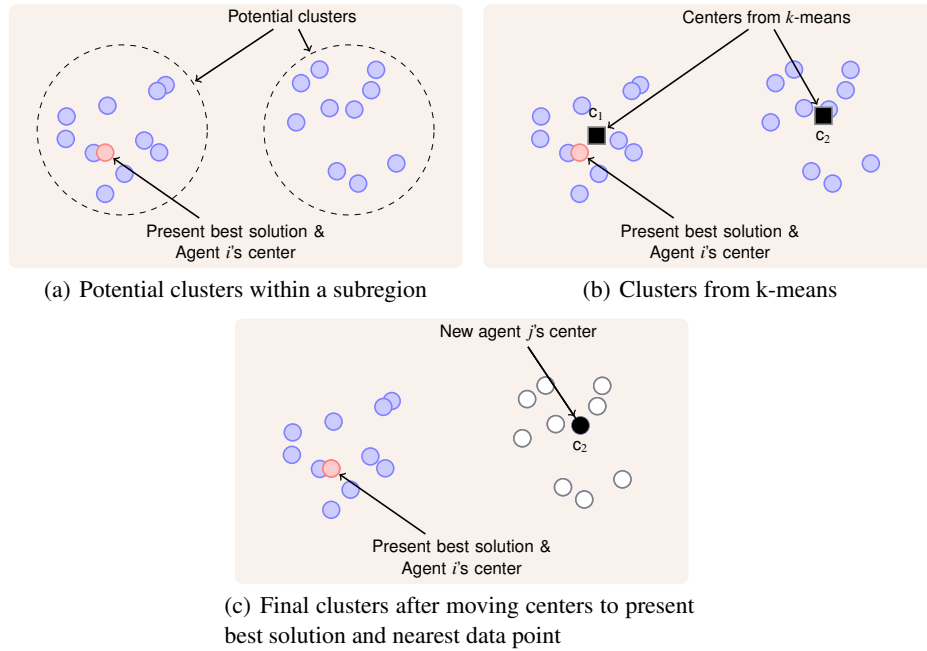 Potential clusters
Present best solution &
Agent i's center
(a) Potential clusters within a subregion
Centers from k-means
c1
c2
Present best solution &
Agent i's center
(b) Clusters from k-means
New agent j's center
c2
Present best solution &
Agent i's center
(c) Final clusters after moving centers to present
best solution and nearest data point